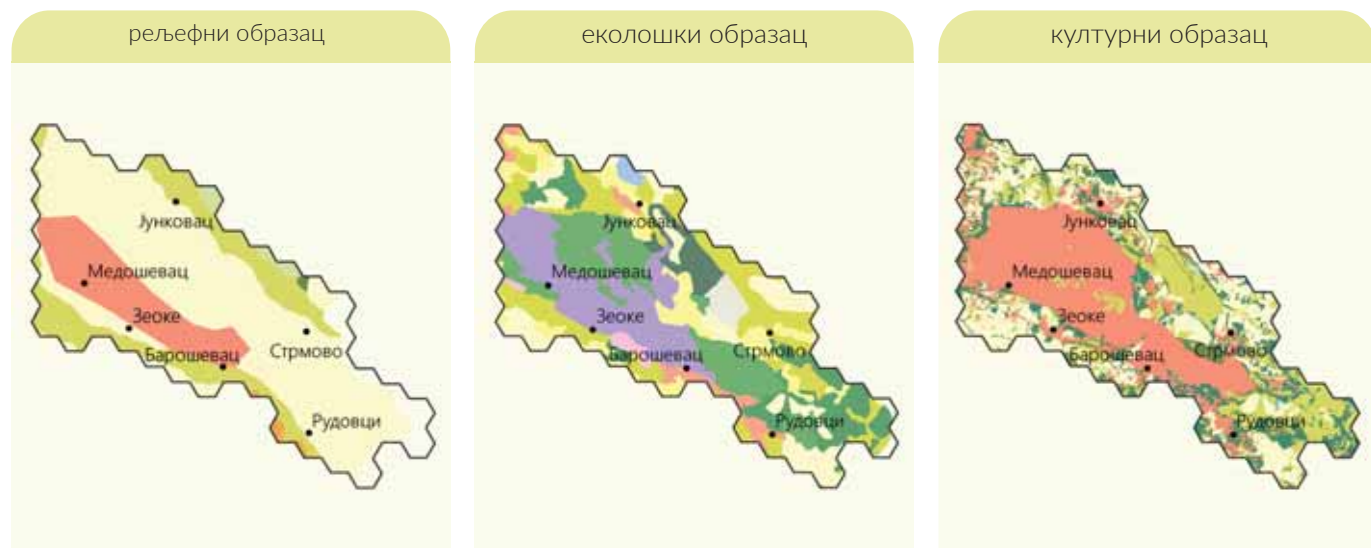 рељефни образац
Јунковац
Медошевац
Зеоке
Барошевац
Стрмово
Рудовци
еколошки образац
Јунковац
Медошевац
Зеоке
Барошевац
Стрмово
Рудовци
културни образац
Јунковац
Медошевац
Зеоке
Барошевац
Стрмово
Рудовци